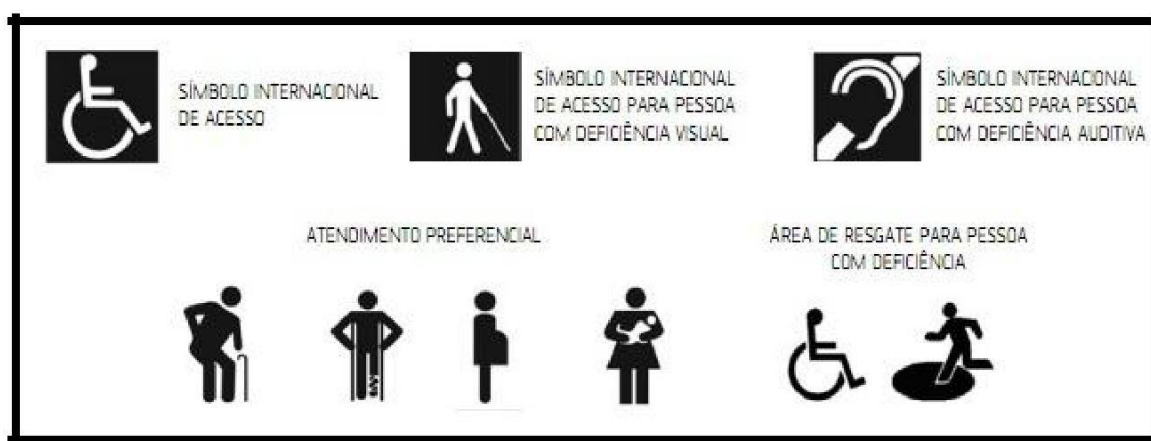 SÍMBOLO INTERNACIONAL
DE ACESSO
SÍMBOLO INTERNACIONAL
DE ACESSO PARA PESSOA
COM DEFICIÊNCIA VISUAL
SÍMBOLO INTERNACIONAL
DE ACESSO PARA PESSOA
COM DEFICIÊNCIA AUDITIVA
ATENDIMENTO PREFERENCIAL
ÁREA DE RESGATE PARA PESSOA
COM DEFICIÊNCIA